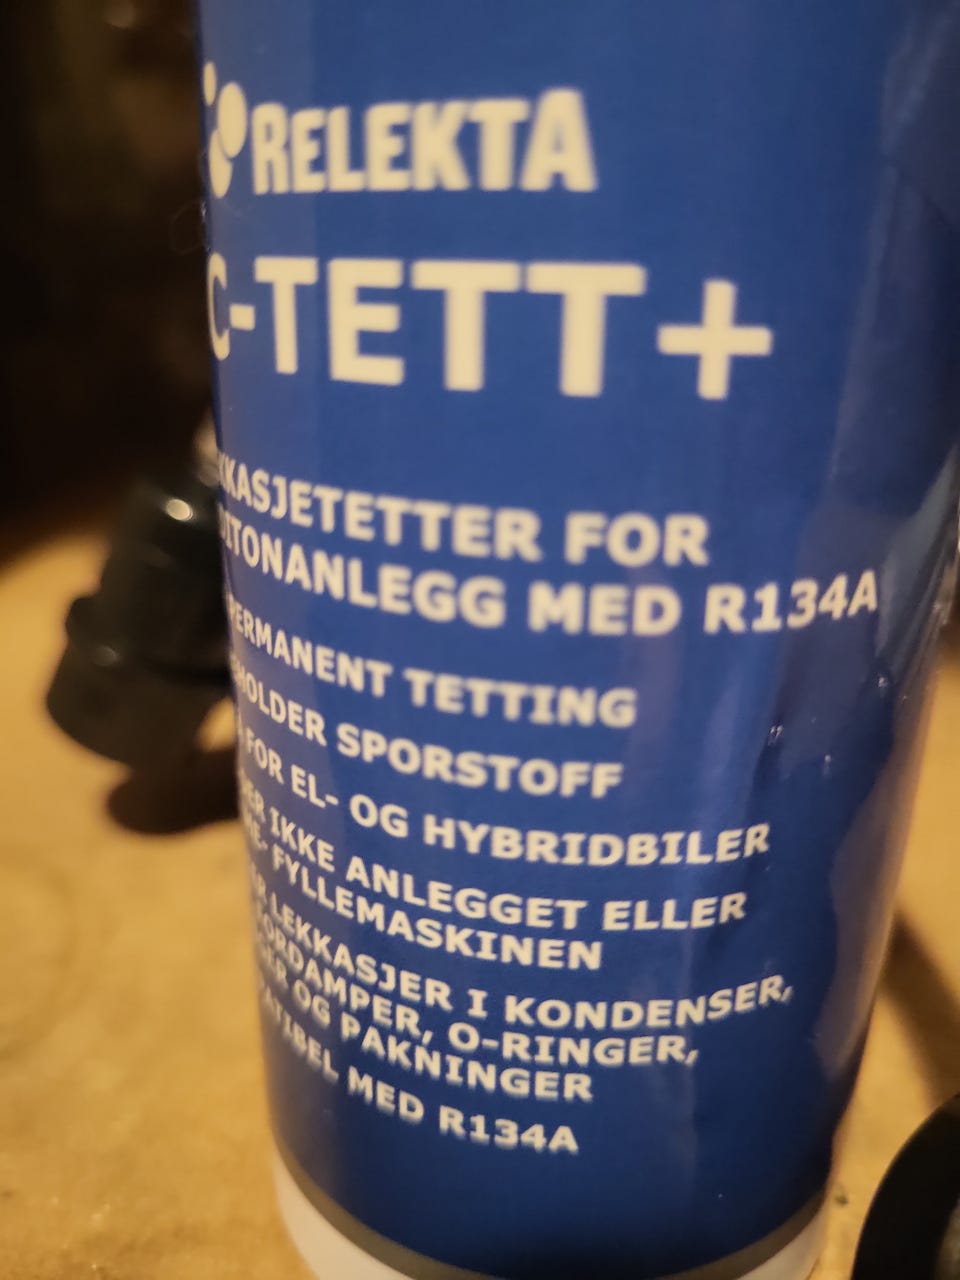 RELEKTA
C-TETT+
KKASJETETTER FOR
ITONANLEGG MED R134A
PERMANENT TETTING
HOLDER SPORSTOFF
FOR EL- OG HYBRIDBILER
IKKE ANLEGGET ELLER
FYLLEMASKINEN
LEKKASJER I KONDENSER,
FORDAMPER, O-RINGER,
OG PAKNINGER
MED R134A